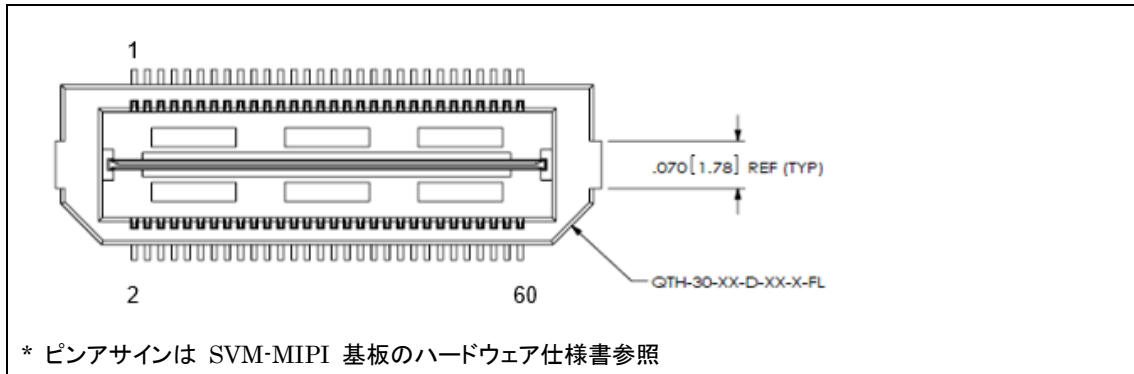 1
.070[1.78] REF (TYP)
QTH-30-XX-D-XX-X-FL
2
60
* ピンアサインは SVM-MIPI 基板のハードウェア仕様書参照